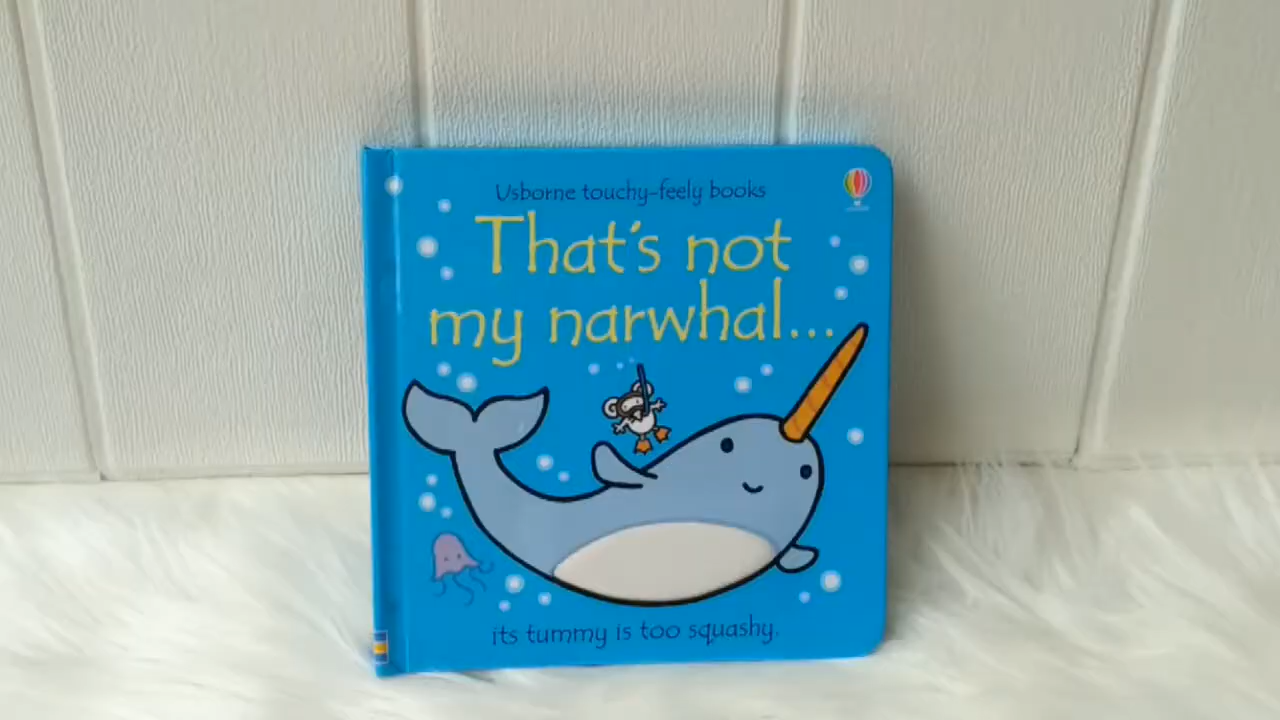 Usborne touchy-feely books
That's not
my narwhal...
its tummy is too squashy.